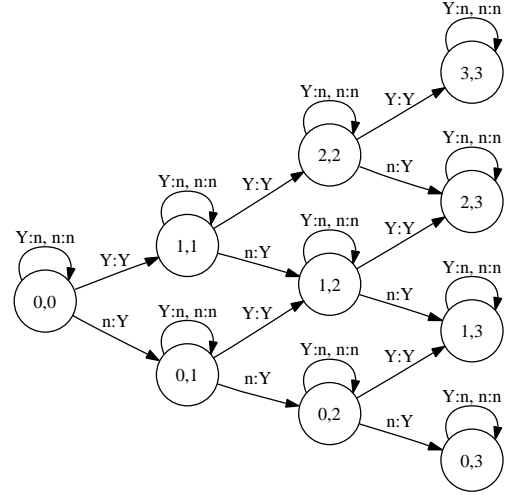 Y:n, n:n
3,3
Y:n, n:n
Y:Y
2,2
Y:n, n:n
n:Y
2,3
Y:n, n:n
Y:Y
1,1
Y:n, n:n
Y:Y
Y:n, n:n
Y:Y
n:Y
1,2
Y:n, n:n
0,0
n:Y
Y:n, n:n
Y:Y
n:Y
1,3
0,1
Y:n, n:n
Y:Y
n:Y
0,2
Y:n, n:n
n:Y
0,3